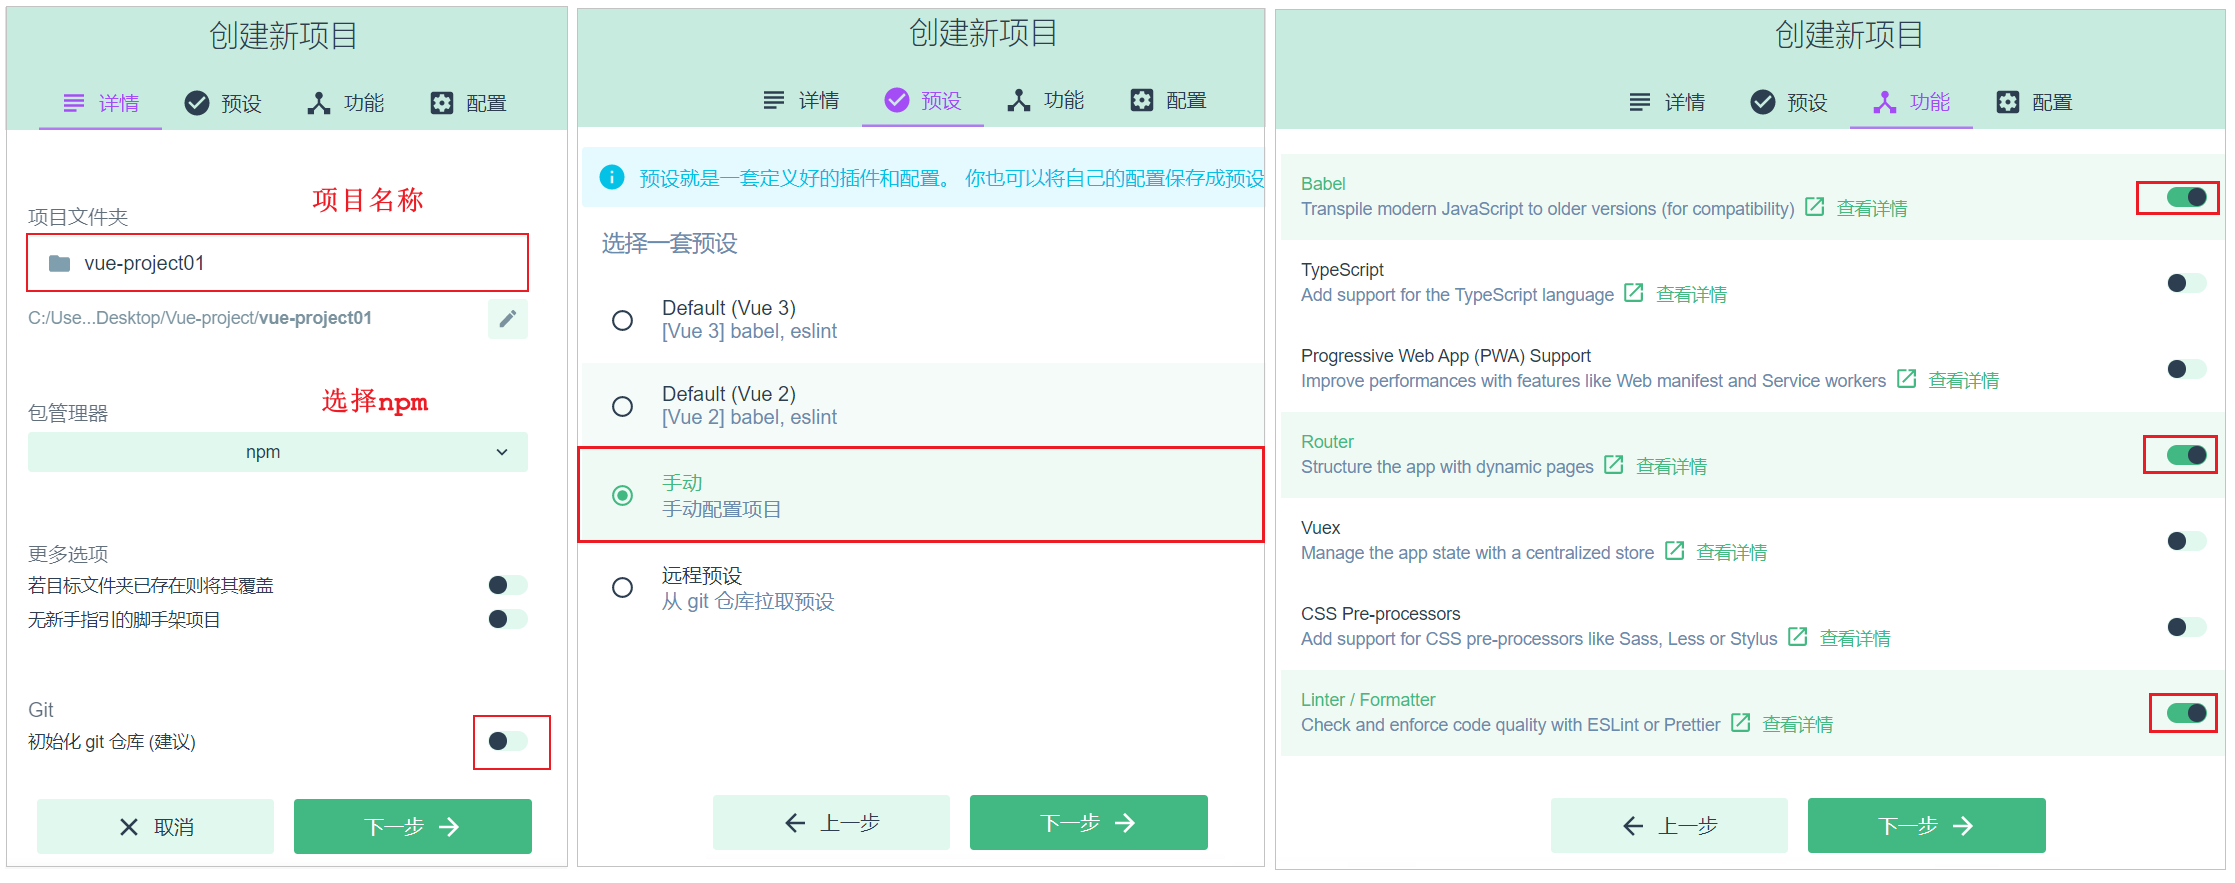 创建新项目
详情 预设 功能 配置
项目名称
项目文件夹
vue-project01
C:/Use...Desktop/Vue-project/vue-project01
选择npm
包管理器
npm
更多选项
若目标文件夹已存在则将其覆盖
无新手指引的脚手架项目
Git
初始化 git 仓库 (建议)
取消 下一步
创建新项目
详情 预设 功能 配置
预设就是一套定义好的插件和配置。 你也可以将自己的配置保存成预设
选择一套预设
Default (Vue 3)
[Vue 3] babel, eslint
Default (Vue 2)
[Vue 2] babel, eslint
手动
手动配置项目
远程预设
从 git 仓库拉取预设
上一步 下一步
创建新项目
详情 预设 功能 配置
Babel
Transpile modern JavaScript to older versions (for compatibility) 查看详情
TypeScript
Add support for the TypeScript language 查看详情
Progressive Web App (PWA) Support
Improve performances with features like Web manifest and Service workers 查看详情
Router
Structure the app with dynamic pages 查看详情
Vuex
Manage the app state with a centralized store 查看详情
CSS Pre-processors
Add support for CSS pre-processors like Sass, Less or Stylus 查看详情
Linter / Formatter
Check and enforce code quality with ESLint or Prettier 查看详情
上一步 下一步